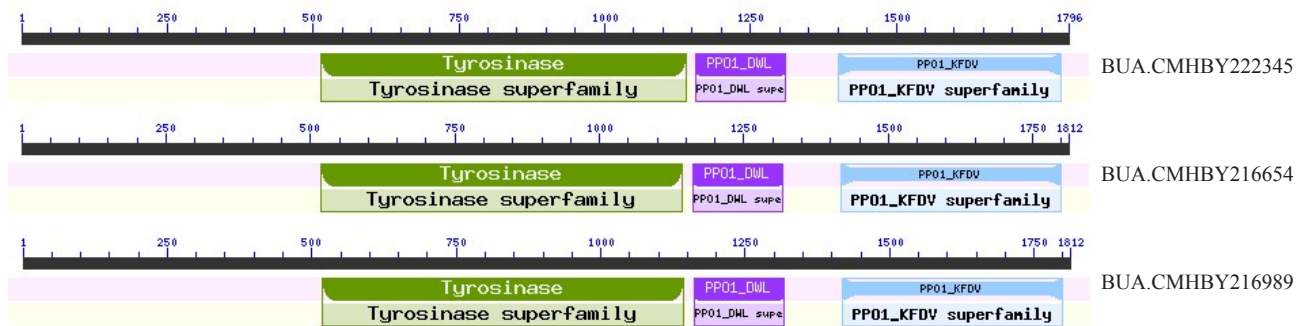 1 250 500 750 1000 1250 1500 1796
Tyrosinase PPO1_DWL PPO1_KFDV
BUA.CMHBY222345
Tyrosinase superfamily PPO1_DWL supe PPO1_KFDV superfamily
1 250 500 750 1000 1250 1500 1750 1812
Tyrosinase PPO1_DWL PPO1_KFDV
BUA.CMHBY216654
Tyrosinase superfamily PPO1_DWL supe PPO1_KFDV superfamily
1 250 500 750 1000 1250 1500 1750 1812
Tyrosinase PPO1_DWL PPO1_KFDV
BUA.CMHBY216989
Tyrosinase superfamily PPO1_DWL supe PPO1_KFDV superfamily